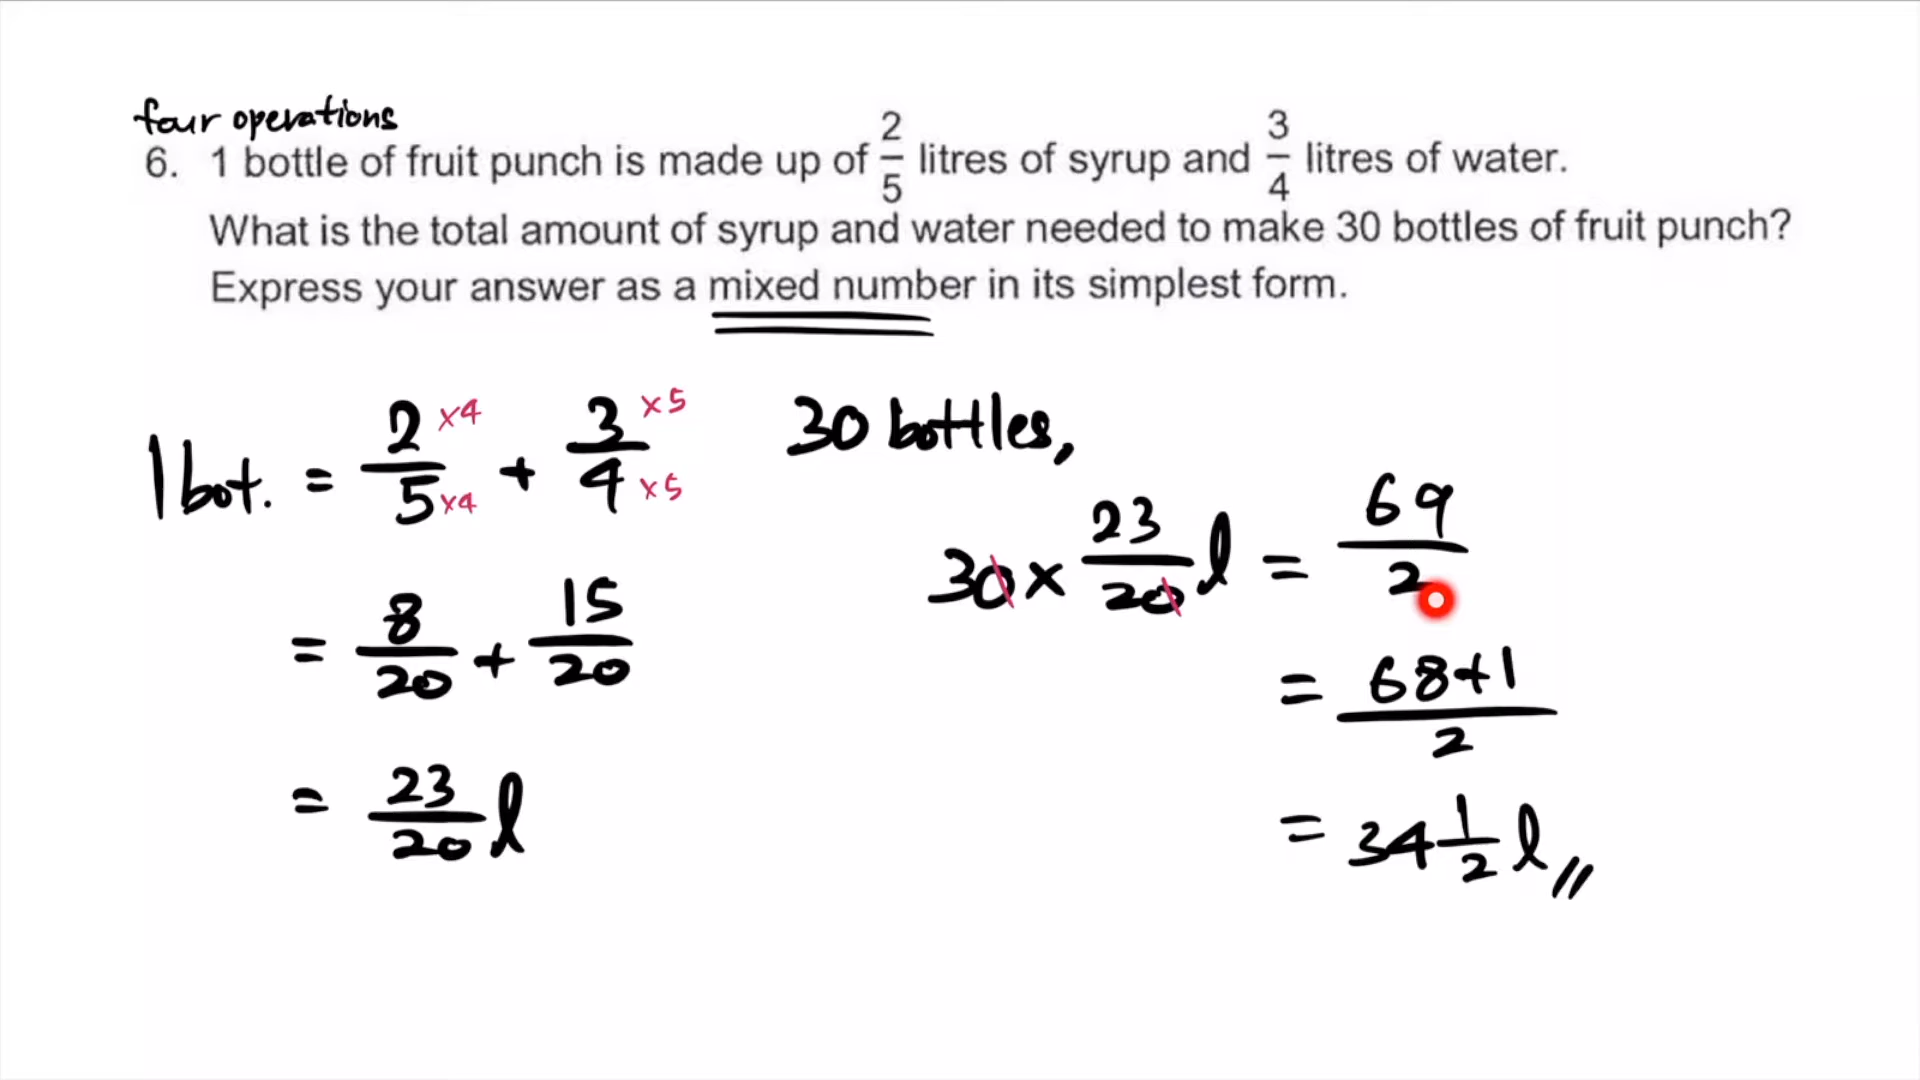 four operations
6. 1 bottle of fruit punch is made up of 2/5 litres of syrup and 3/4 litres of water.
What is the total amount of syrup and water needed to make 30 bottles of fruit punch?
Express your answer as a mixed number in its simplest form.
1 bot. = 2/5 + 3/4
×4 ×5
×4 ×5
= 8/20 + 15/20
= 23/20 l
30 bottles,
30 × 23/20 l = 69/2
= 68+1/2
= 34 1/2 l //